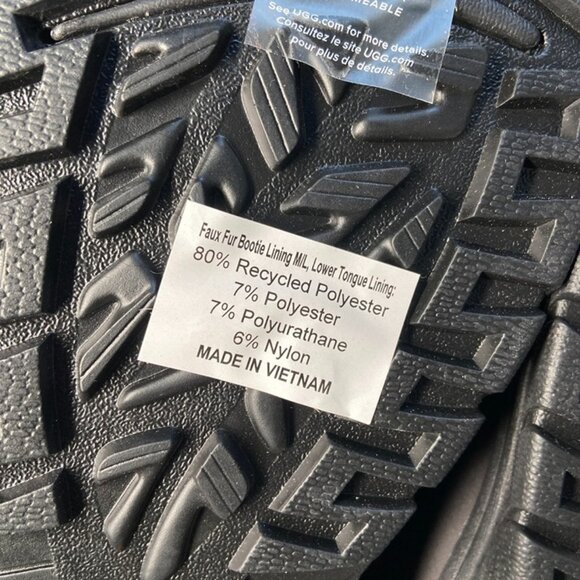 MEABLE
See UGG.com for more details.
Consultez le site UGG.com
pour plus de détails.
Faux Fur Bootie Lining M/L, Lower Tongue Lining:
80% Recycled Polyester
7% Polyester
7% Polyurathane
6% Nylon
MADE IN VIETNAM